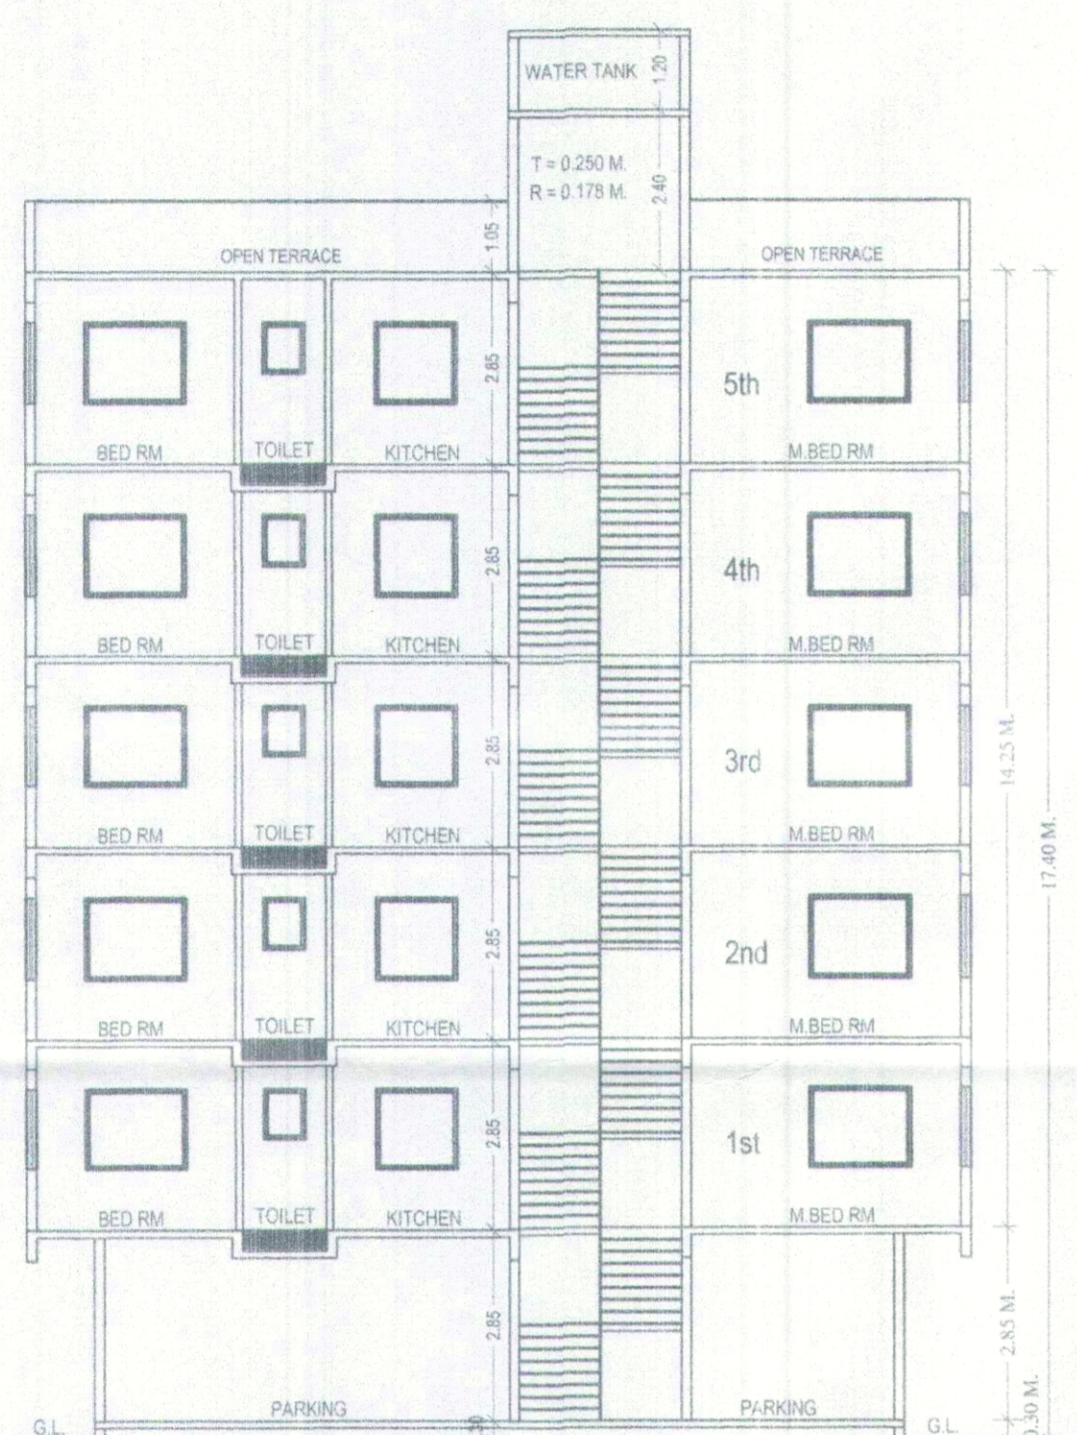 WATER TANK 1.20
T = 0.250 M.
R = 0.178 M.
2.40
OPEN TERRACE 1.05 OPEN TERRACE
2.85 5th
BED RM TOILET KITCHEN M.BED RM
2.85 4th
BED RM TOILET KITCHEN M.BED RM
2.85 3rd 14.25 M.
BED RM TOILET KITCHEN M.BED RM
17.40 M.
2.85 2nd
BED RM TOILET KITCHEN M.BED RM
2.85 1st
BED RM TOILET KITCHEN M.BED RM
2.85 2.85 M.
PARKING PARKING
G.L. G.L. 0.30 M.